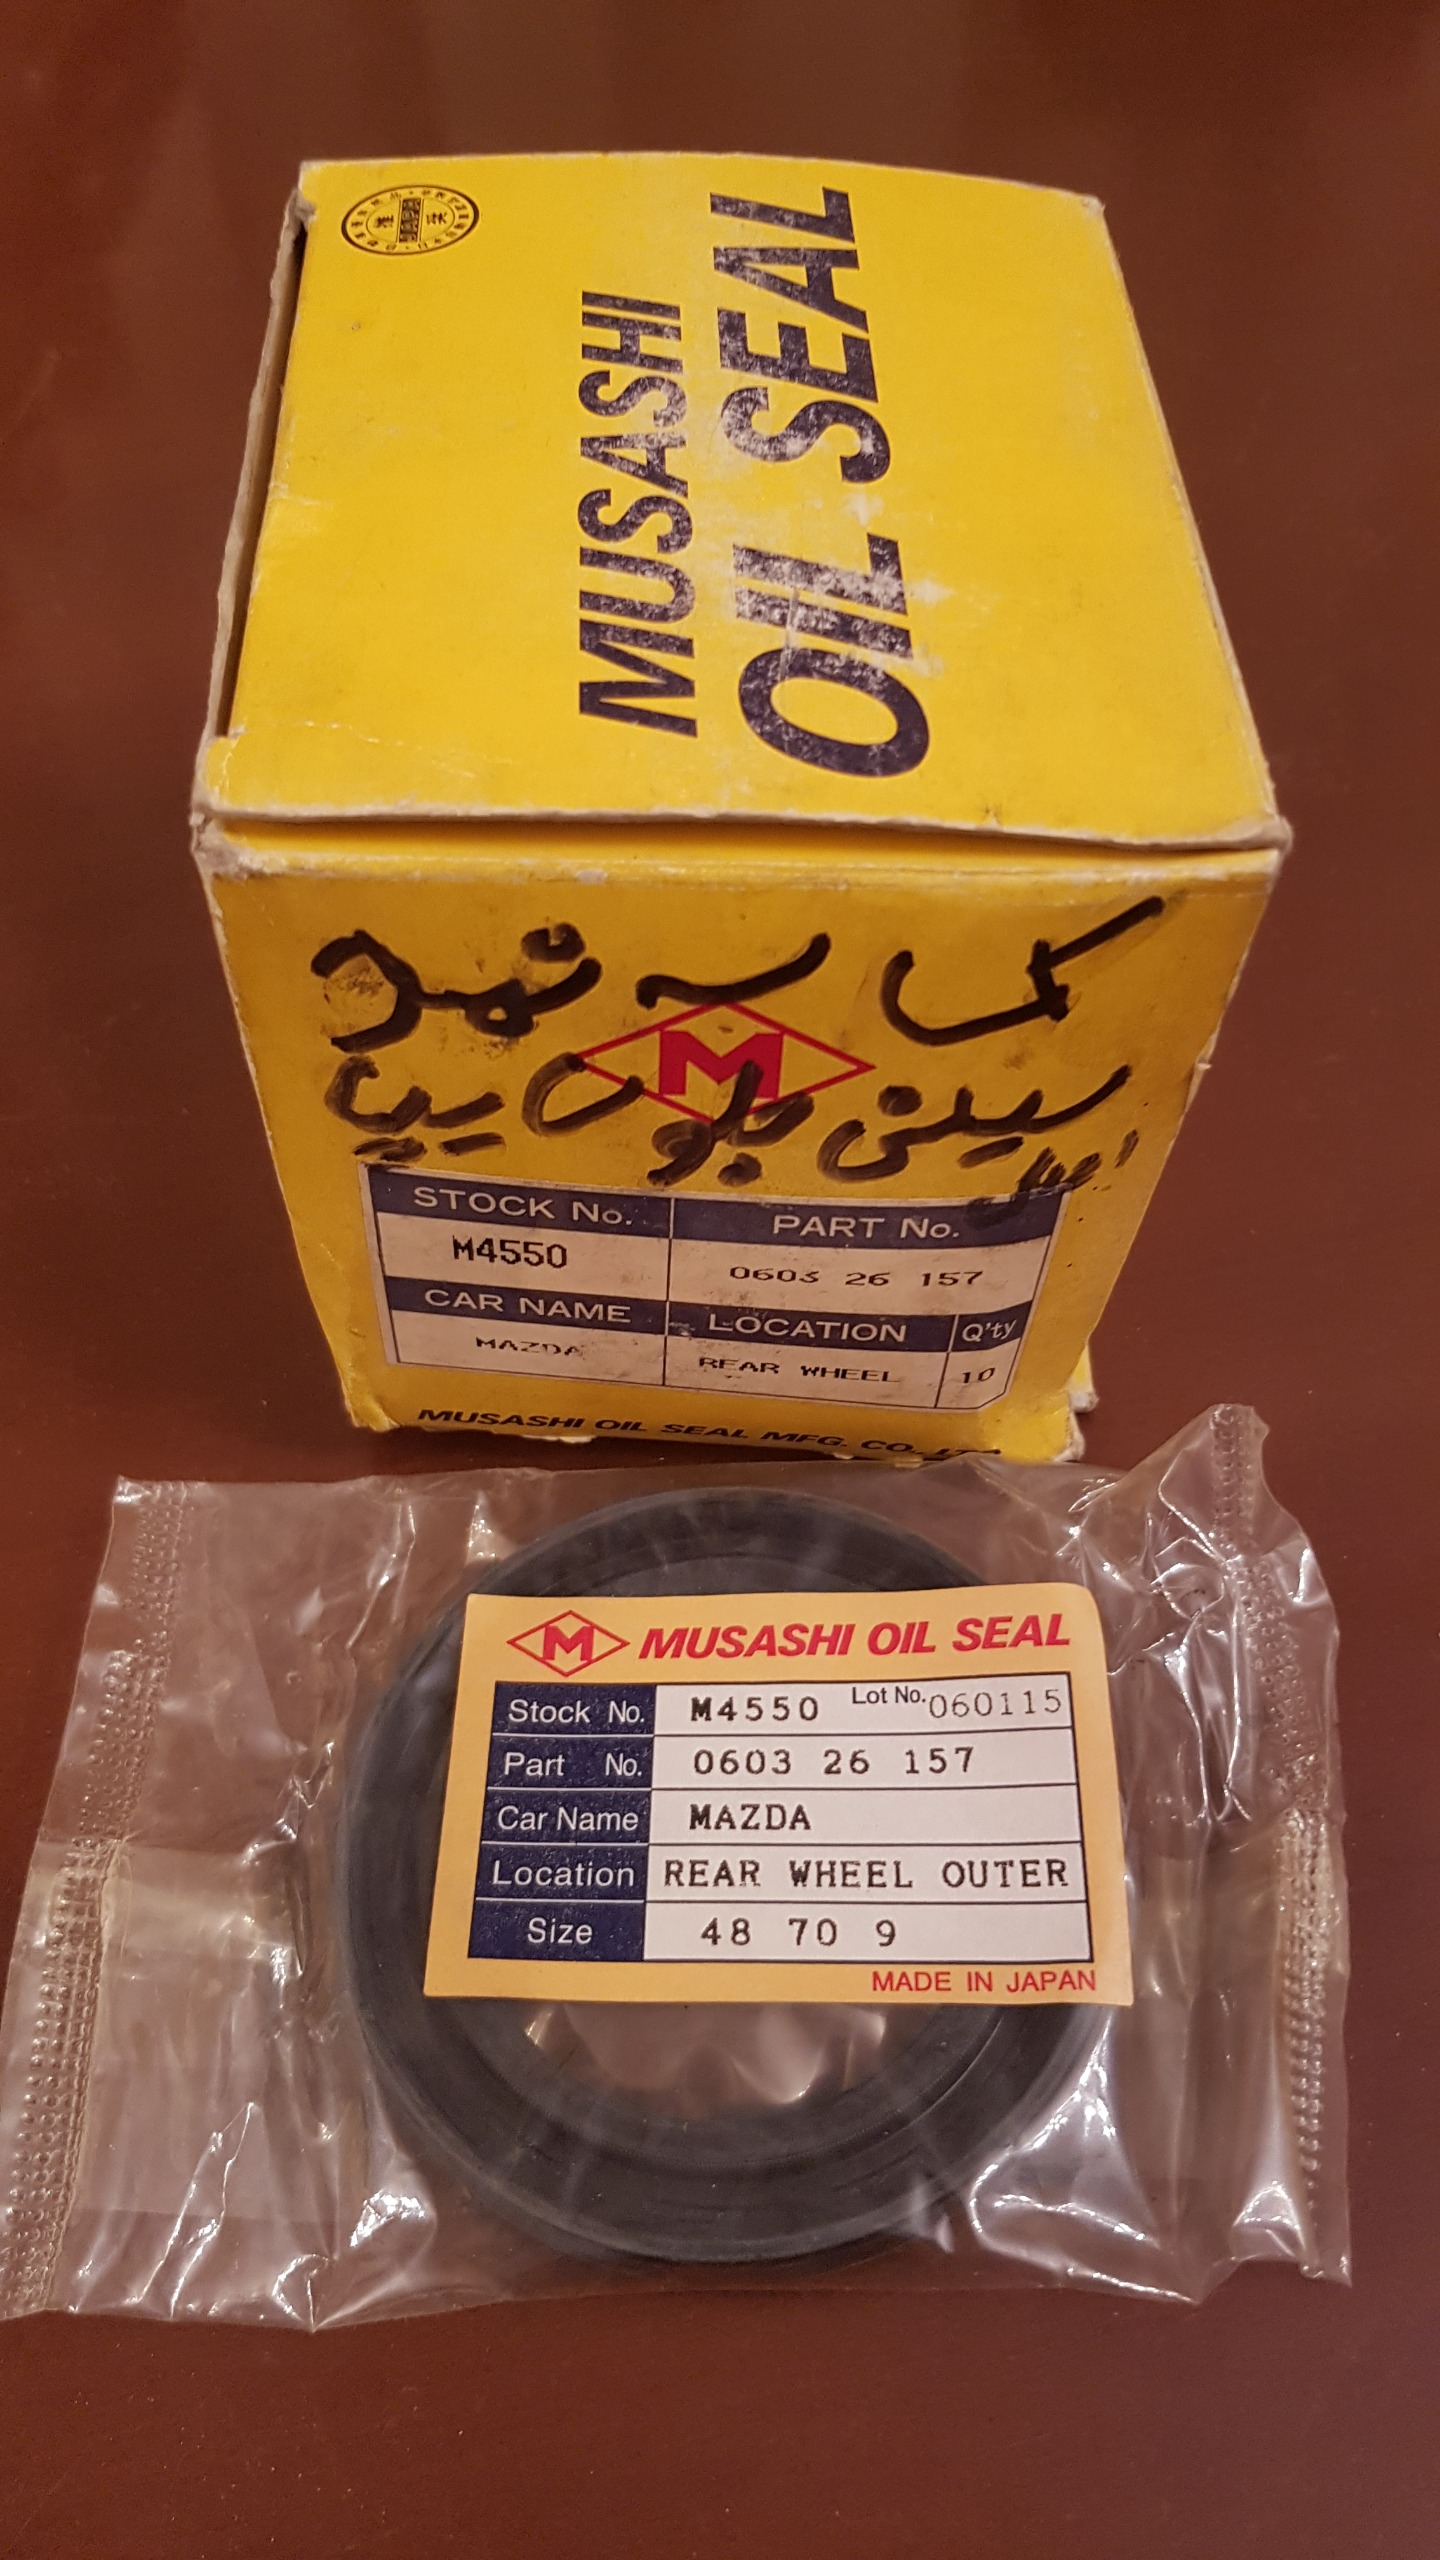 MUSASHI
OIL SEAL
M
STOCK No. PART No.
M4550 0603 26 157
CAR NAME LOCATION Q'ty
MAZDA REAR WHEEL 10
MUSASHI OIL SEAL MFG. CO., LTD.
M MUSASHI OIL SEAL
Stock No. M4550 Lot No. 060115
Part No. 0603 26 157
Car Name MAZDA
Location REAR WHEEL OUTER
Size 48 70 9
MADE IN JAPAN